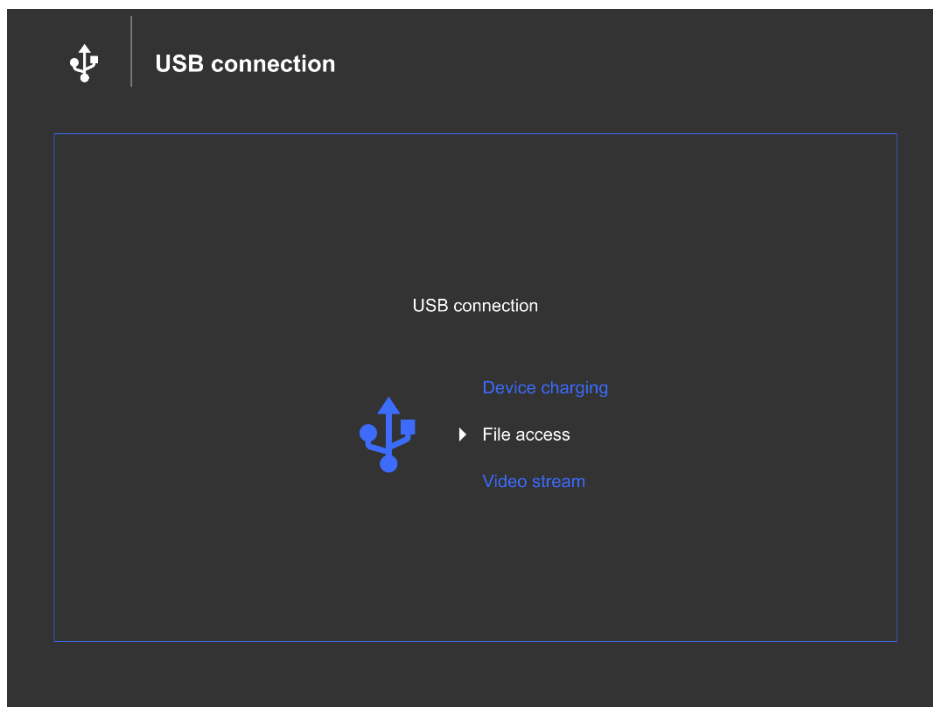 USB connection
USB connection
Device charging
File access
Video stream